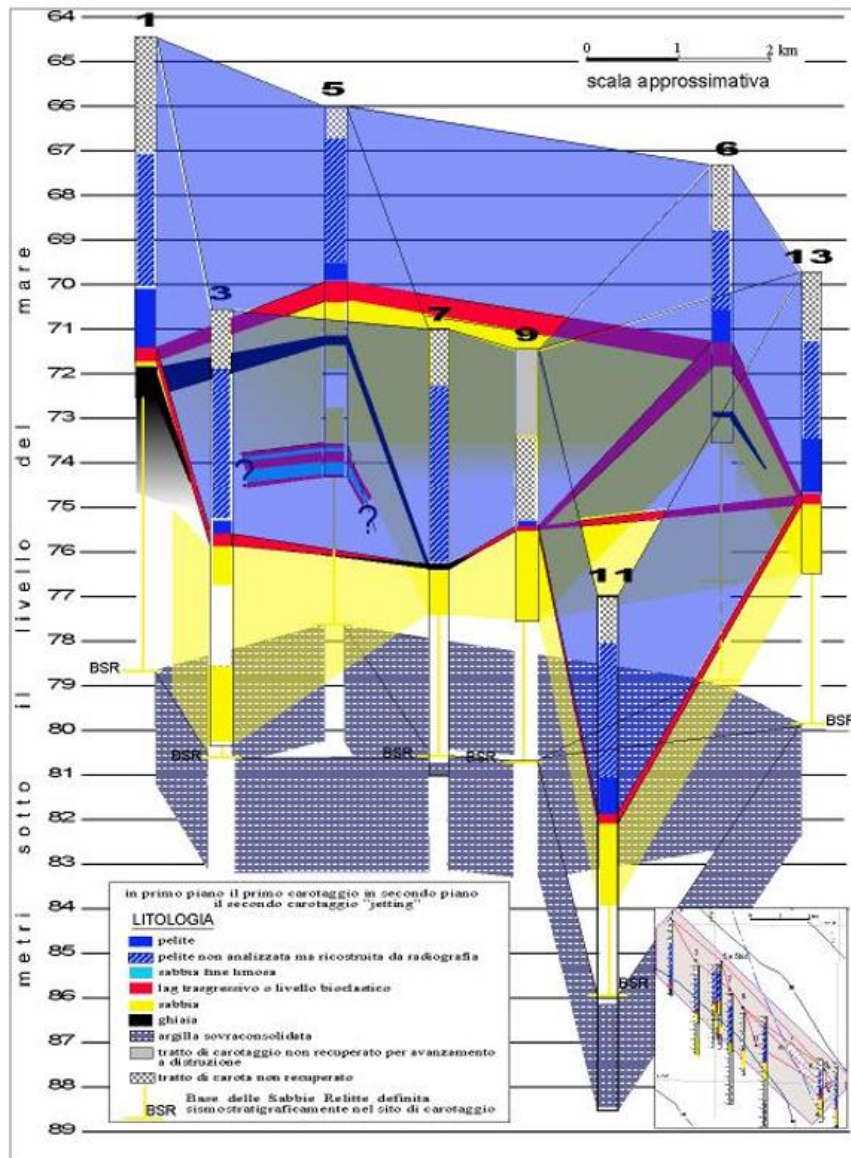 64
65
66
67
68
69
70
71
72
73
74
75
76
77
78
79
80
81
82
83
84
85
86
87
88
89
metri sotto il livello del mare
0 1 2 km
scala approssimativa
1
5
6
13
3
7
9
11
?
?
BSR
BSR
BSR
BSR
BSR
BSR
in primo piano il primo carotaggio in secondo piano
il secondo carotaggio "jetting"
LITOLOGIA
pelite
pelite non analizzata ma ricostruita da radiografia
sabbia fine limosa
lag trasgressivo o livello bioclastico
sabbia
ghiaia
argilla sovraconsolidata
tratto di carotaggio non recuperato per avanzamento
a distruzione
tratto di carota non recuperato
BSR Base delle Sabbie Relitte definita
sismostratigraficamente nel sito di carotaggio